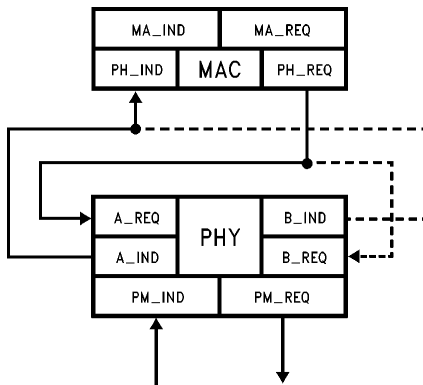 MA_IND MA_REQ
PH_IND MAC PH_REQ
A_REQ PHY B_IND
A_IND B_REQ
PM_IND PM_REQ